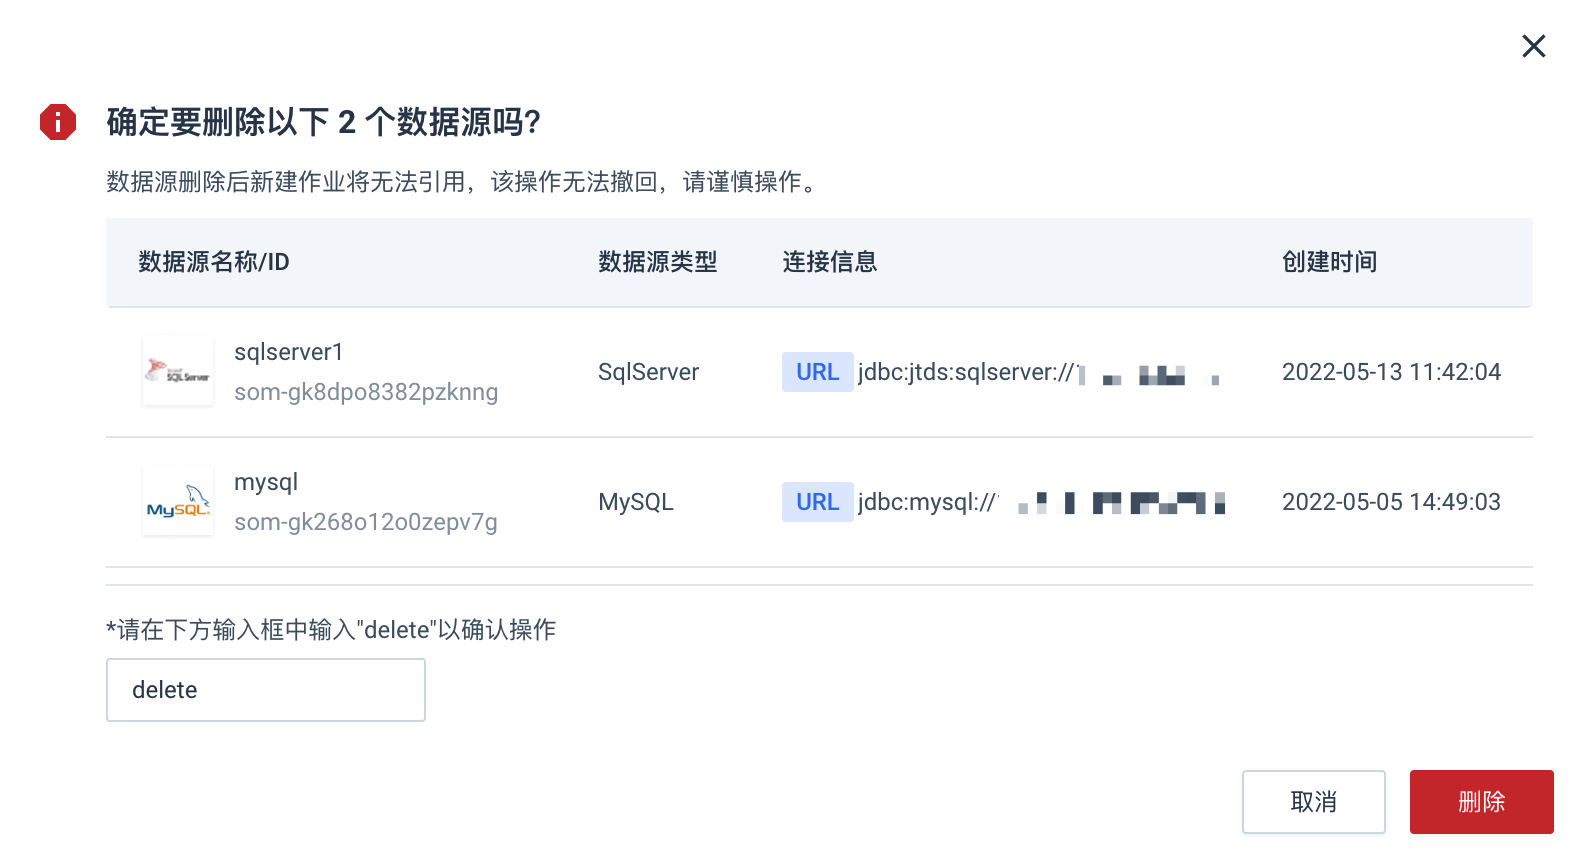 确定要删除以下 2 个数据源吗?
数据源删除后新建作业将无法引用，该操作无法撤回，请谨慎操作。
数据源名称/ID 数据源类型 连接信息 创建时间
sqlserver1
som-gk8dpo8382pzknng
SQL Server
SqlServer URL jdbc:jtds:sqlserver:// 2022-05-13 11:42:04
mysql
som-gk268o12o0zepv7g
MySQL
MySQL URL jdbc:mysql:// 2022-05-05 14:49:03
*请在下方输入框中输入"delete"以确认操作
delete
取消 删除